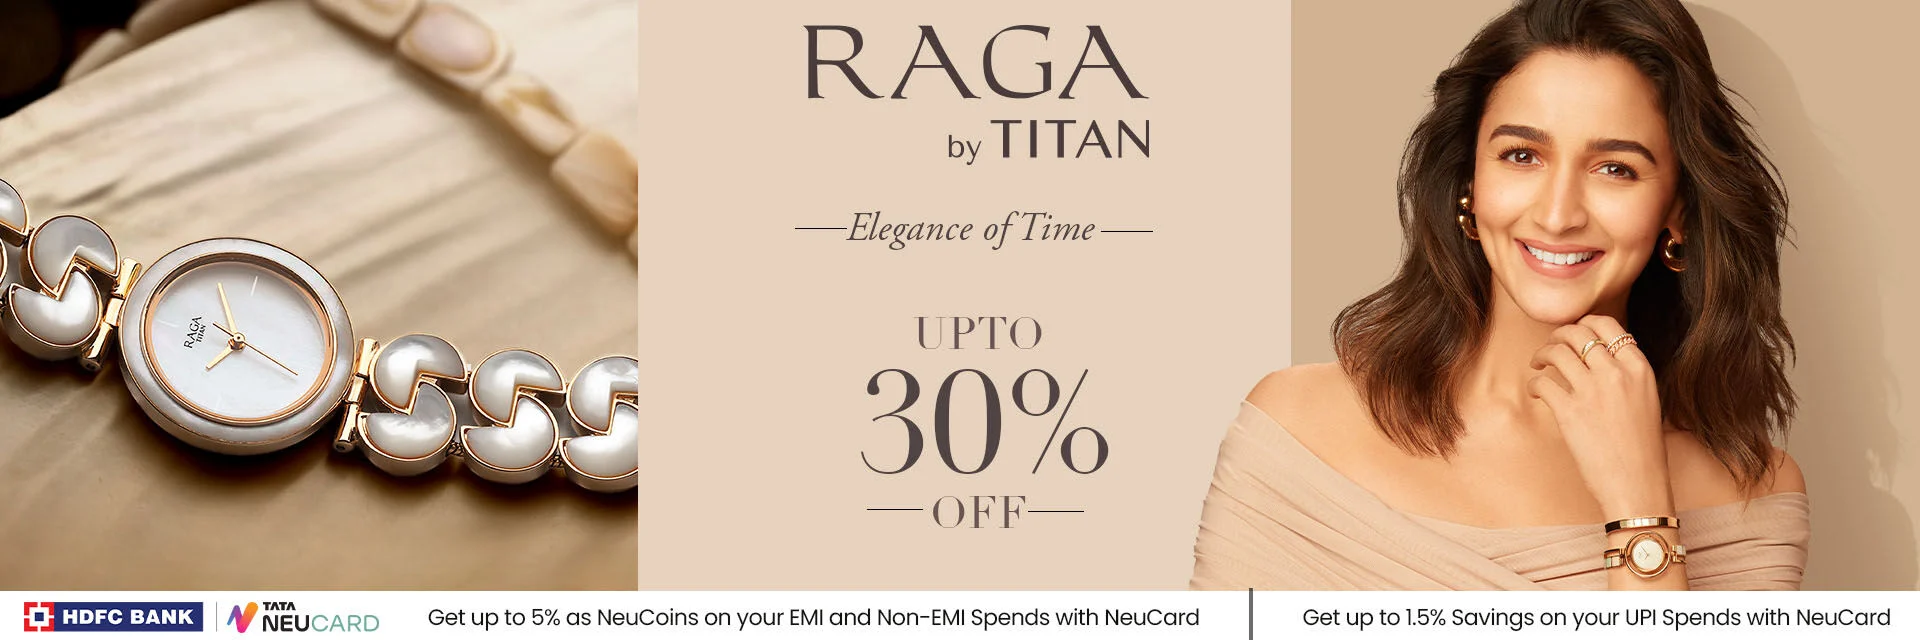 RAGA
by TITAN
Elegance of Time
UPTO
30%
OFF
RAGA
TITAN
HDFC BANK
TATA
NEUCARD
Get up to 5% as NeuCoins on your EMI and Non-EMI Spends with NeuCard
Get up to 1.5% Savings on your UPI Spends with NeuCard